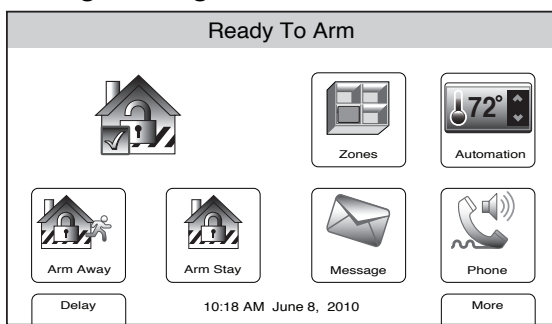 Ready To Arm
72°
Zones
Automation
Arm Away
Arm Stay
Message
Phone
Delay
10:18 AM June 8, 2010
More